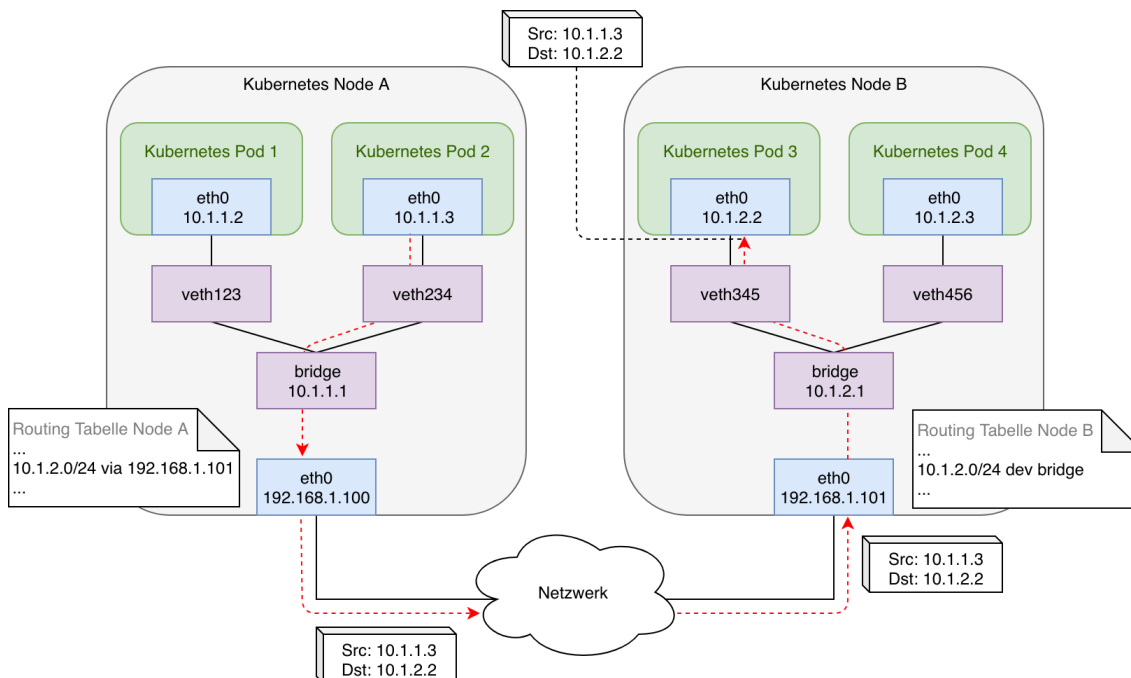 Src: 10.1.1.3
Dst: 10.1.2.2
Kubernetes Node A
Kubernetes Pod 1
eth0
10.1.1.2
Kubernetes Pod 2
eth0
10.1.1.3
veth123
veth234
bridge
10.1.1.1
Routing Tabelle Node A
...
10.1.2.0/24 via 192.168.1.101
...
eth0
192.168.1.100
Kubernetes Node B
Kubernetes Pod 3
eth0
10.1.2.2
Kubernetes Pod 4
eth0
10.1.2.3
veth345
veth456
bridge
10.1.2.1
Routing Tabelle Node B
...
10.1.2.0/24 dev bridge
...
eth0
192.168.1.101
Netzwerk
Src: 10.1.1.3
Dst: 10.1.2.2
Src: 10.1.1.3
Dst: 10.1.2.2